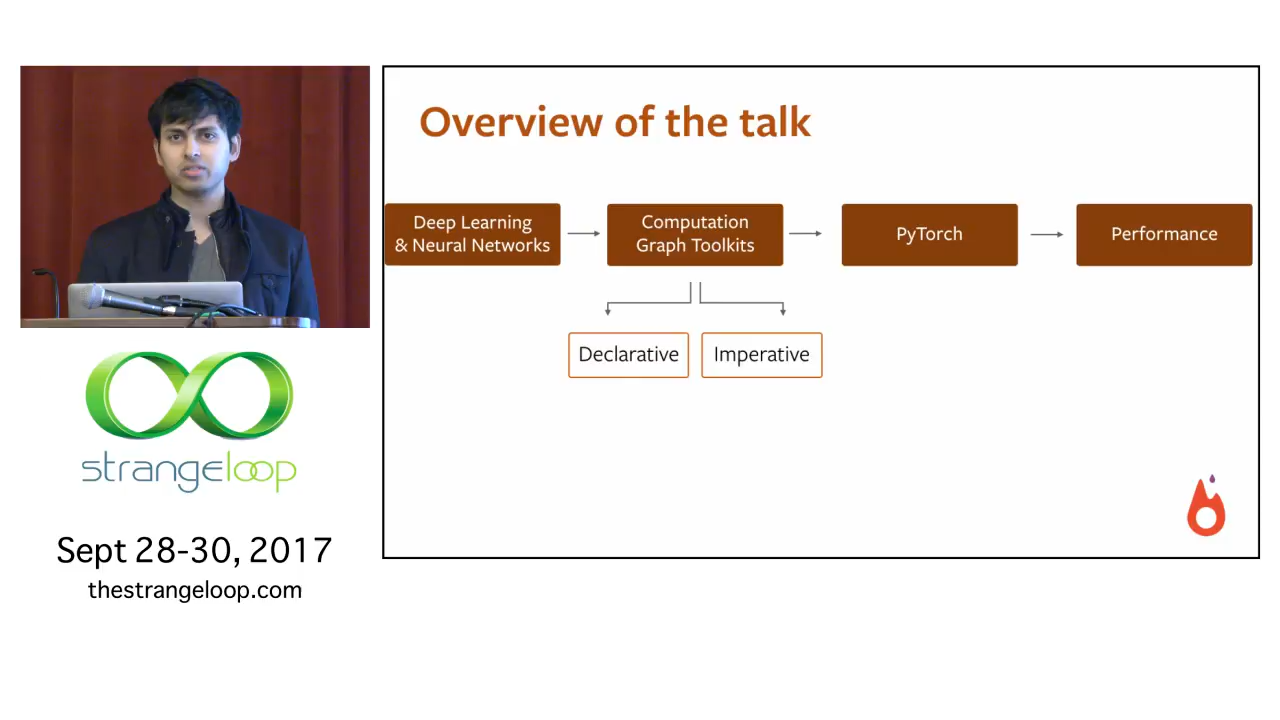 Overview of the talk
Deep Learning
& Neural Networks
Computation
Graph Toolkits
PyTorch
Performance
Declarative
Imperative
strangeloop
Sept 28-30, 2017
thestrangeloop.com